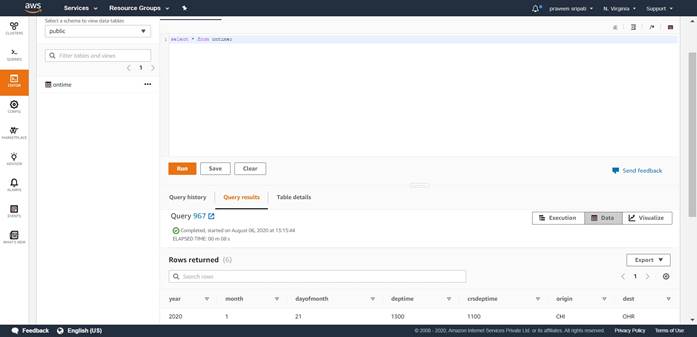 aws Services Resource Groups praveen sripati N. Virginia Support
Select a schema to view data tables
public
Filter tables and views
1
ontime
CLUSTERS
QUERIES
EDITOR
CONFIG
MARKETPLACE
ADVISOR
ALARMS
EVENTS
WHAT'S NEW
1 select * from ontime;
Run Save Clear
Send feedback
Query history Query results Table details
Query 967
Execution Data Visualize
Completed, started on August 06, 2020 at 13:15:44
ELAPSED TIME: 00 m 08 s
Rows returned (6)
Export
Search rows
1
year month dayofmonth deptime crsdeptime origin dest
2020 1 21 1300 1100 CHI OHR
Feedback English (US)
© 2008 - 2020, Amazon Internet Services Private Ltd. or its affiliates. All rights reserved. Privacy Policy Terms of Use